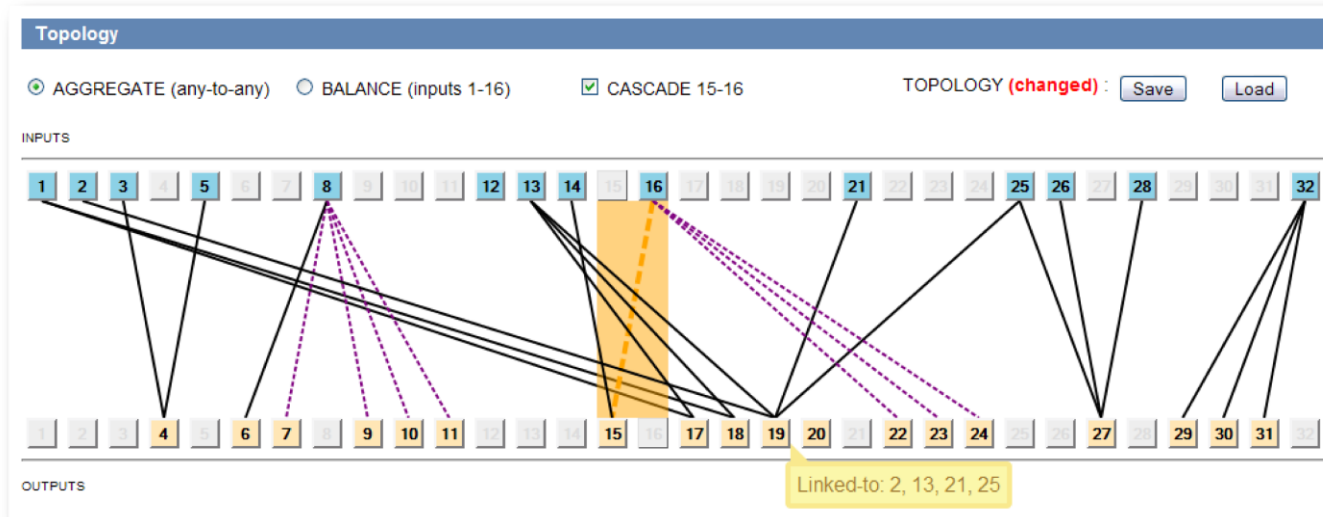 Topology
AGGREGATE (any-to-any) BALANCE (inputs 1-16) CASCADE 15-16 TOPOLOGY (changed) : Save Load
INPUTS
1 2 3 4 5 6 7 8 9 10 11 12 13 14 15 16 17 18 19 20 21 22 23 24 25 26 27 28 29 30 31 32
1 2 3 4 5 6 7 8 9 10 11 12 13 14 15 16 17 18 19 20 21 22 23 24 25 26 27 28 29 30 31 32
Linked-to: 2, 13, 21, 25
OUTPUTS